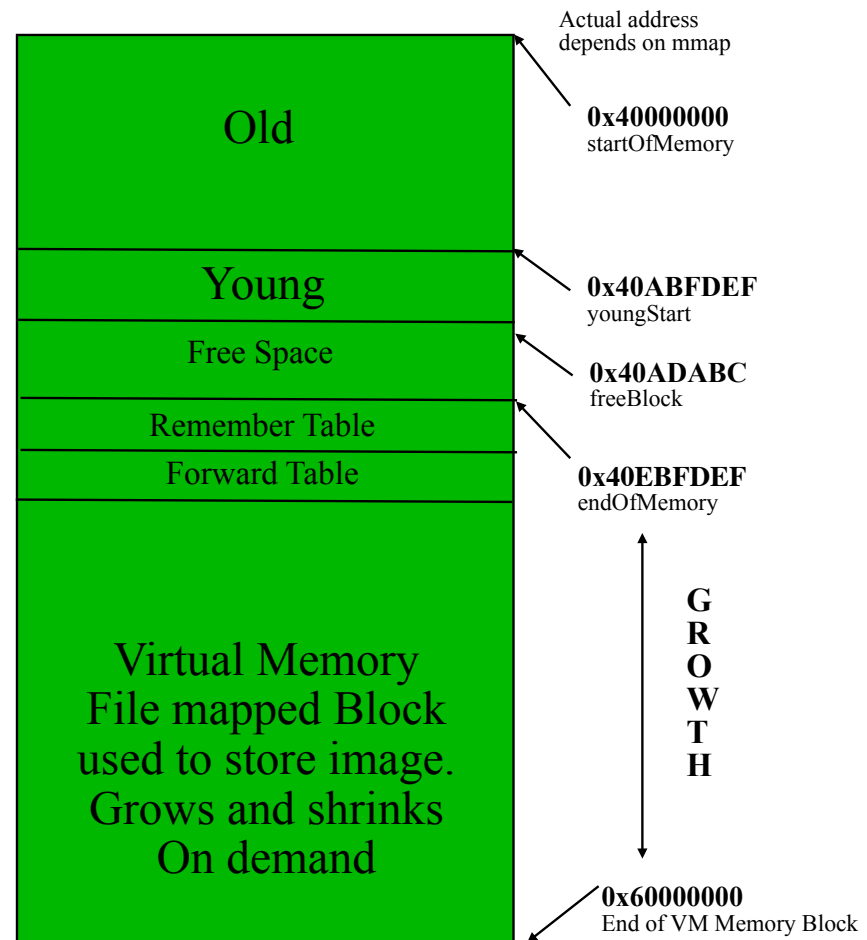 Actual address
depends on mmap
0x40000000
startOfMemory
Old
Young
0x40ABFDEF
youngStart
Free Space
0x40ADABC
freeBlock
Remember Table
Forward Table
0x40EBFDEF
endOfMemory
G
R
O
W
T
H
Virtual Memory
File mapped Block
used to store image.
Grows and shrinks
On demand
0x60000000
End of VM Memory Block